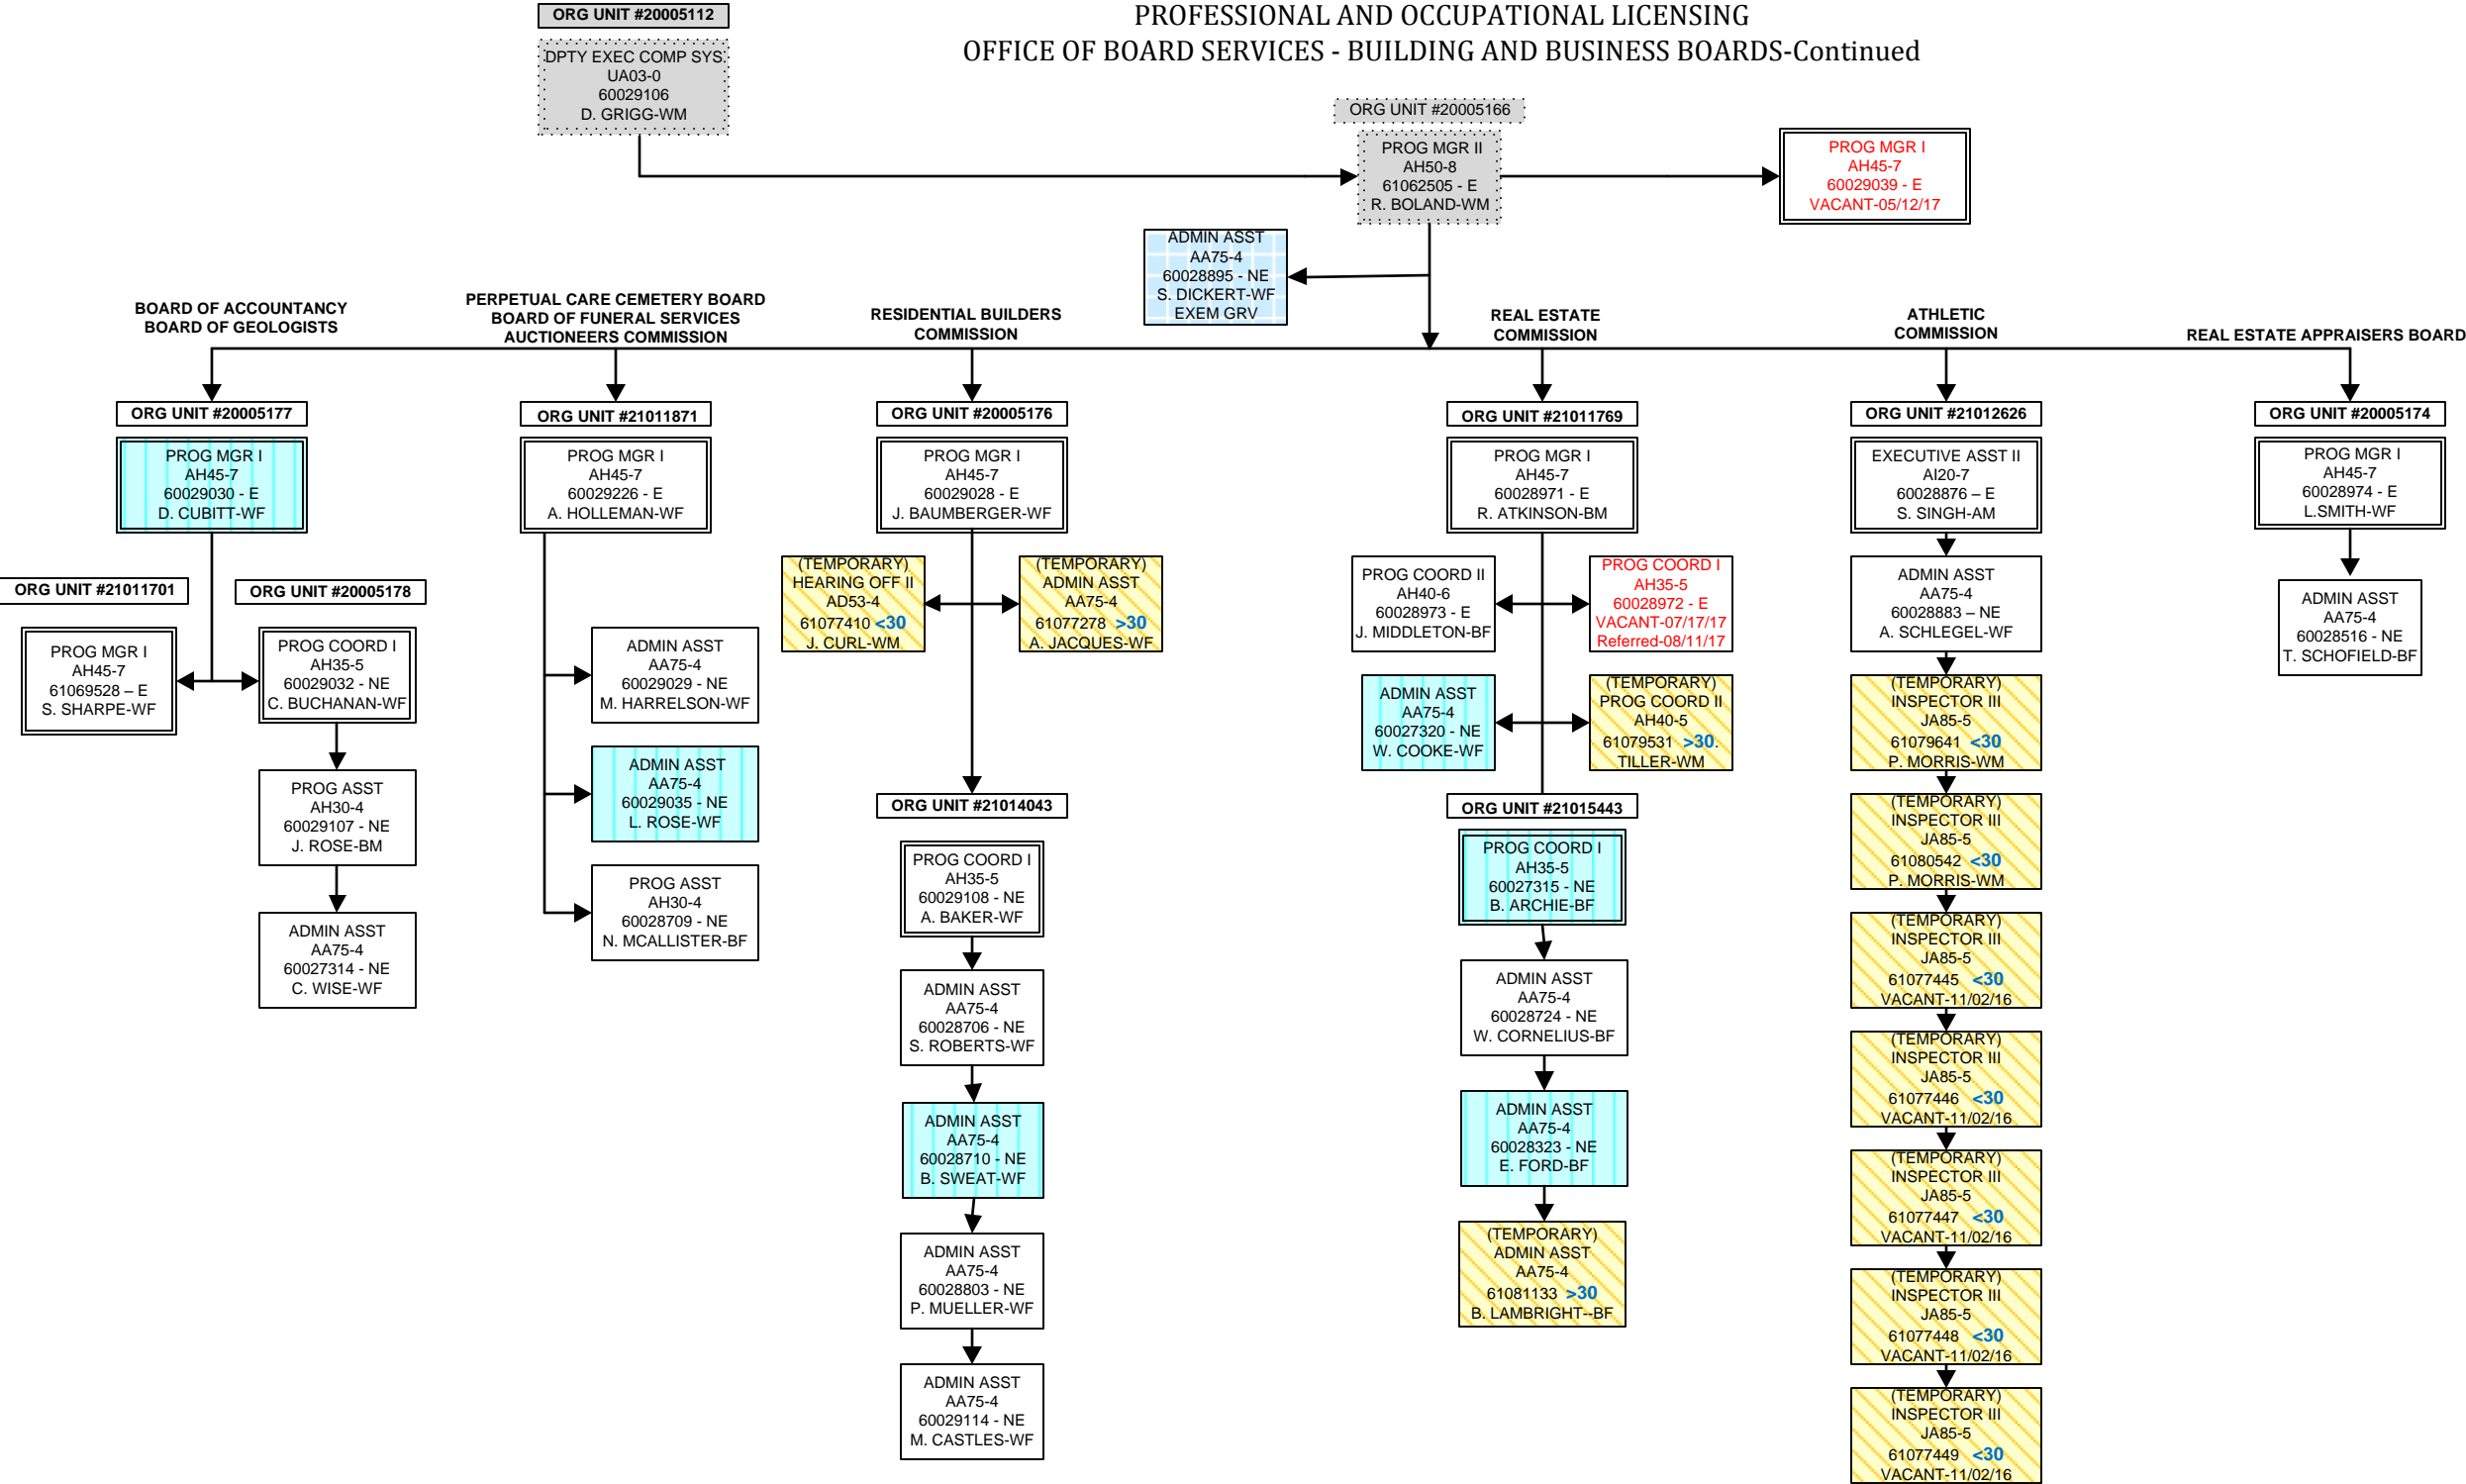 ORG UNIT #20005112
PROFESSIONAL AND OCCUPATIONAL LICENSING
OFFICE OF BOARD SERVICES - BUILDING AND BUSINESS BOARDS-Continued
DPTY EXEC COMP SYS
UA03-0
60029106
D. GRIGG-WM
ORG UNIT #20005166
PROG MGR II
AH50-8
61062505 - E
R. BOLAND-WM
PROG MGR I
AH45-7
60029039 - E
VACANT-05/12/17
ADMIN ASST
AA75-4
60028895 - NE
S. DICKERT-WF
EXEM GRV
BOARD OF ACCOUNTANCY
BOARD OF GEOLOGISTS
ORG UNIT #20005177
PROG MGR I
AH45-7
60029030 - E
D. CUBITT-WF
ORG UNIT #21011701
PROG MGR I
AH45-7
61069528 – E
S. SHARPE-WF
ORG UNIT #20005178
PROG COORD I
AH35-5
60029032 - NE
C. BUCHANAN-WF
PROG ASST
AH30-4
60029107 - NE
J. ROSE-BM
ADMIN ASST
AA75-4
60027314 - NE
C. WISE-WF
PERPETUAL CARE CEMETERY BOARD
BOARD OF FUNERAL SERVICES
AUCTIONEERS COMMISSION
ORG UNIT #21011871
PROG MGR I
AH45-7
60029226 - E
A. HOLLEMAN-WF
ADMIN ASST
AA75-4
60029029 - NE
M. HARRELSON-WF
ADMIN ASST
AA75-4
60029035 - NE
L. ROSE-WF
PROG ASST
AH30-4
60028709 - NE
N. MCALLISTER-BF
RESIDENTIAL BUILDERS
COMMISSION
ORG UNIT #20005176
PROG MGR I
AH45-7
60029028 - E
J. BAUMBERGER-WF
(TEMPORARY)
HEARING OFF II
AD53-4
61077410 <30
J. CURL-WM
(TEMPORARY)
ADMIN ASST
AA75-4
61077278 >30
A. JACQUES-WF
ORG UNIT #21014043
PROG COORD I
AH35-5
60029108 - NE
A. BAKER-WF
ADMIN ASST
AA75-4
60028706 - NE
S. ROBERTS-WF
ADMIN ASST
AA75-4
60028710 - NE
B. SWEAT-WF
ADMIN ASST
AA75-4
60028803 - NE
P. MUELLER-WF
ADMIN ASST
AA75-4
60029114 - NE
M. CASTLES-WF
REAL ESTATE
COMMISSION
ORG UNIT #21011769
PROG MGR I
AH45-7
60028971 - E
R. ATKINSON-BM
PROG COORD II
AH40-6
60028973 - E
J. MIDDLETON-BF
PROG COORD I
AH35-5
60028972 - E
VACANT-07/17/17
Referred-08/11/17
ADMIN ASST
AA75-4
60027320 - NE
W. COOKE-WF
(TEMPORARY)
PROG COORD II
AH40-5
61079531 >30.
TILLER-WM
ORG UNIT #21015443
PROG COORD I
AH35-5
60027315 - NE
B. ARCHIE-BF
ADMIN ASST
AA75-4
60028724 - NE
W. CORNELIUS-BF
ADMIN ASST
AA75-4
60028323 - NE
E. FORD-BF
(TEMPORARY)
ADMIN ASST
AA75-4
61081133 >30
B. LAMBRIGHT--BF
ATHLETIC
COMMISSION
ORG UNIT #21012626
EXECUTIVE ASST II
AI20-7
60028876 – E
S. SINGH-AM
ADMIN ASST
AA75-4
60028883 – NE
A. SCHLEGEL-WF
(TEMPORARY)
INSPECTOR III
JA85-5
61079641 <30
P. MORRIS-WM
(TEMPORARY)
INSPECTOR III
JA85-5
61080542 <30
P. MORRIS-WM
(TEMPORARY)
INSPECTOR III
JA85-5
61077445 <30
VACANT-11/02/16
(TEMPORARY)
INSPECTOR III
JA85-5
61077446 <30
VACANT-11/02/16
(TEMPORARY)
INSPECTOR III
JA85-5
61077447 <30
VACANT-11/02/16
(TEMPORARY)
INSPECTOR III
JA85-5
61077448 <30
VACANT-11/02/16
(TEMPORARY)
INSPECTOR III
JA85-5
61077449 <30
VACANT-11/02/16
REAL ESTATE APPRAISERS BOARD
ORG UNIT #20005174
PROG MGR I
AH45-7
60028974 - E
L.SMITH-WF
ADMIN ASST
AA75-4
60028516 - NE
T. SCHOFIELD-BF